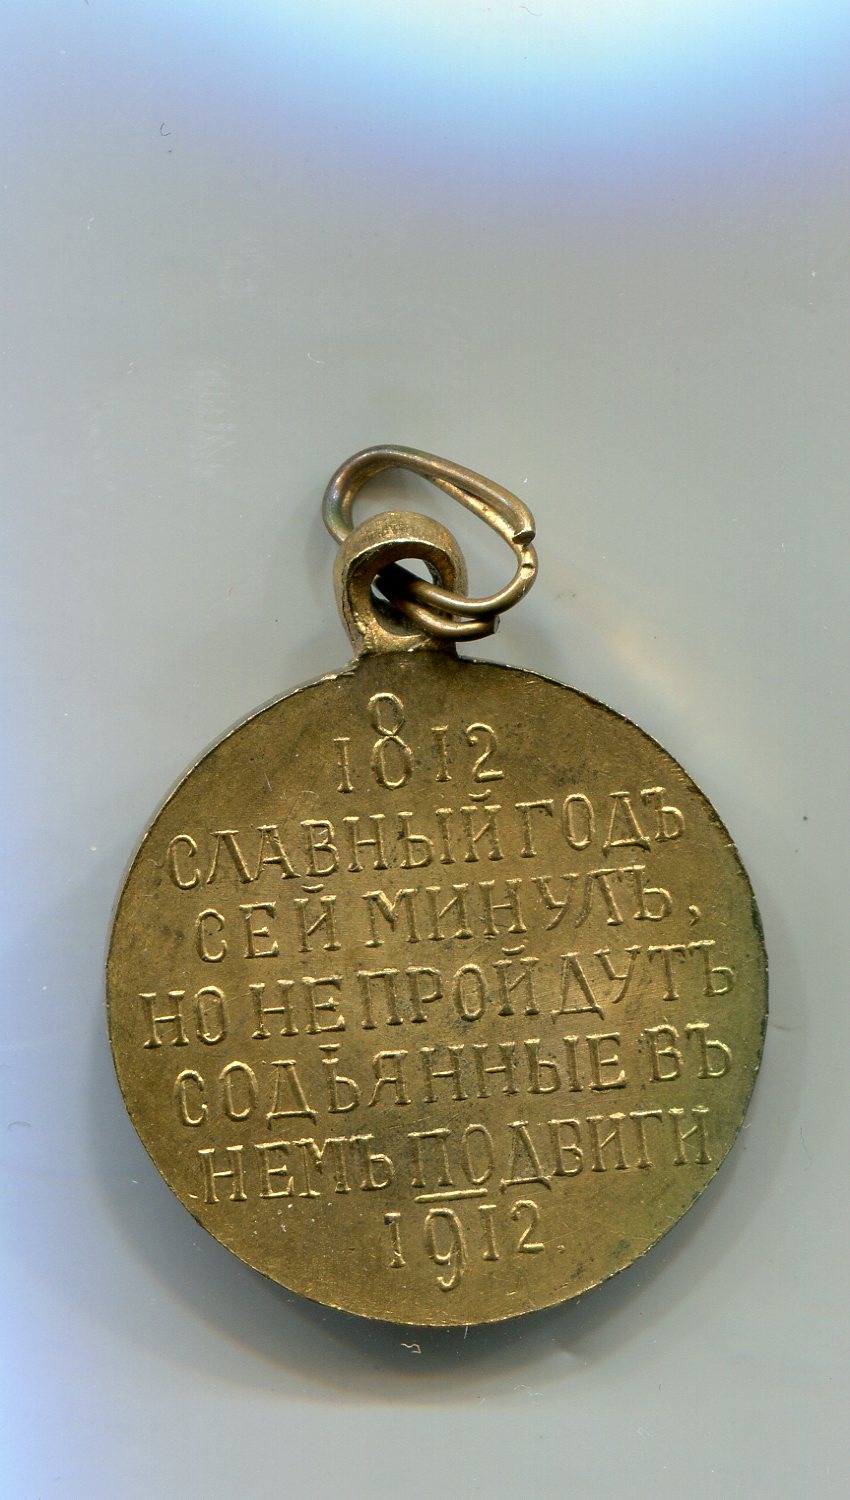 1812
СЛАВНЫЙ ГОДЪ
СЕЙ МИНУЛЪ,
НО НЕ ПРОЙДУТЪ
СОДѢЯННЫЕ ВЪ
НЕМЪ ПОДВИГИ
1912.